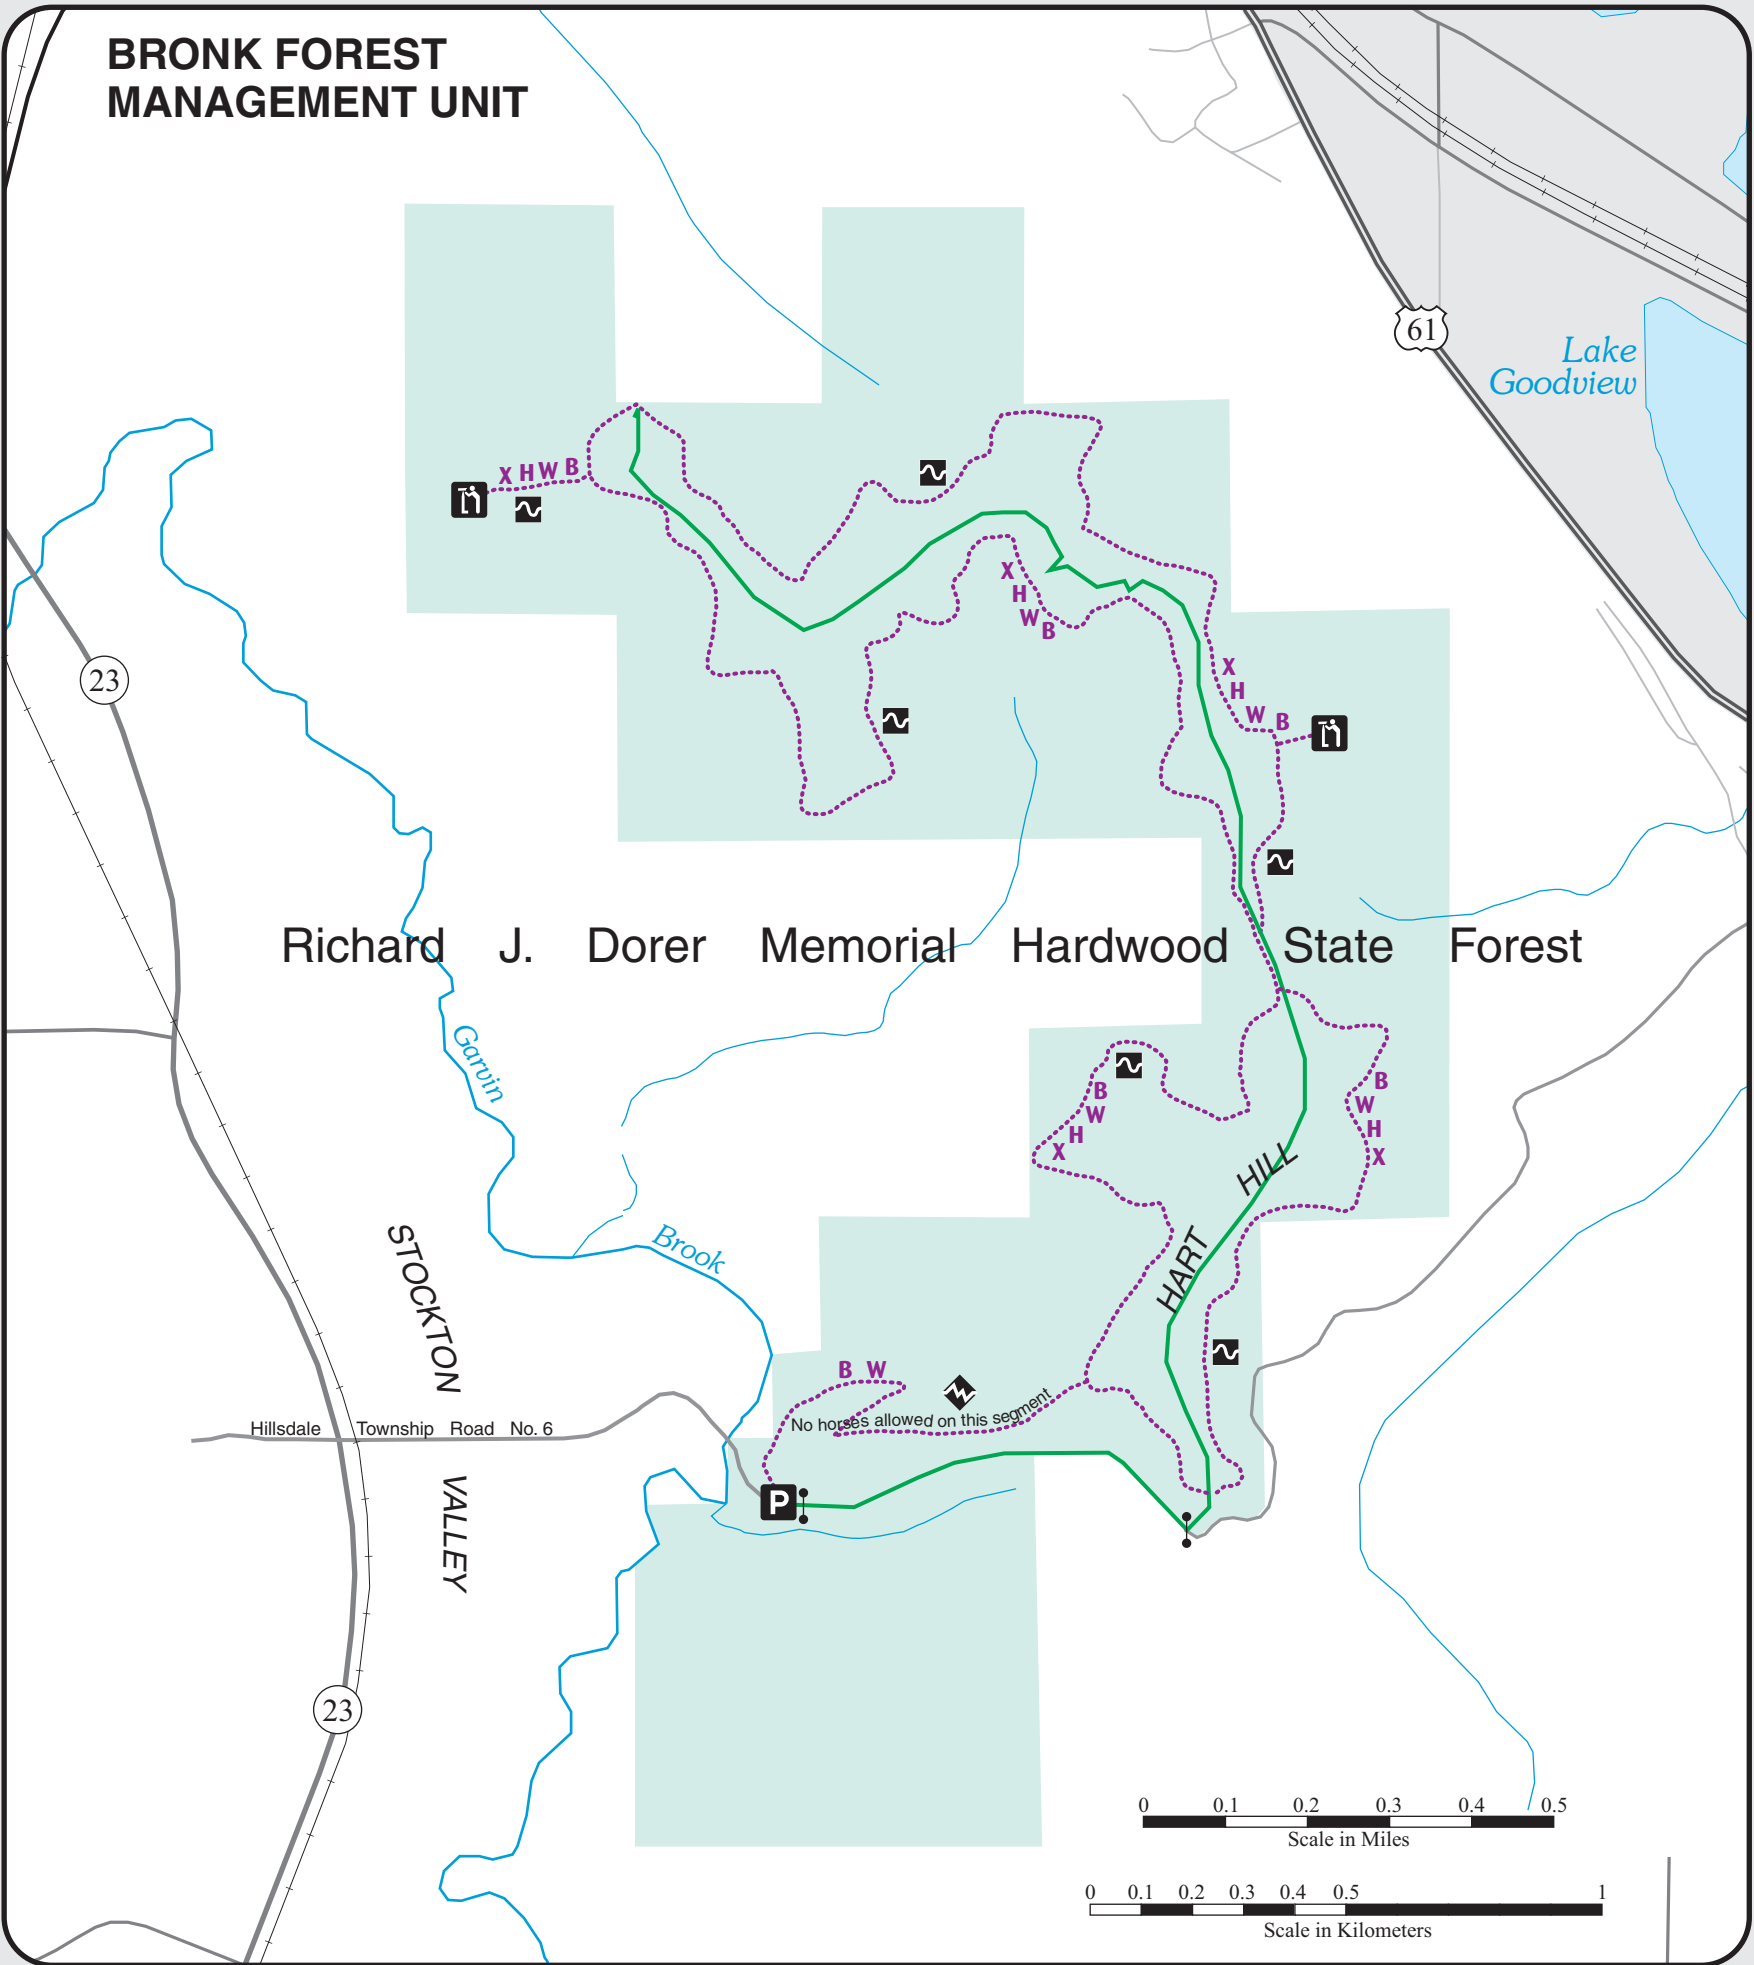 BRONK FOREST
MANAGEMENT UNIT
61
Lake
Goodview
X H W B
X
H
W
B
23
X
H
W B
Richard J. Dorer Memorial Hardwood State Forest
Garvin
B
W
H
X
B
W
H
X
HILL
HART
STOCKTON
Brook
B W
No horses allowed on this segment
Hillsdale Township Road No. 6
VALLEY
P
23
0 0.1 0.2 0.3 0.4 0.5
Scale in Miles
0 0.1 0.2 0.3 0.4 0.5 1
Scale in Kilometers